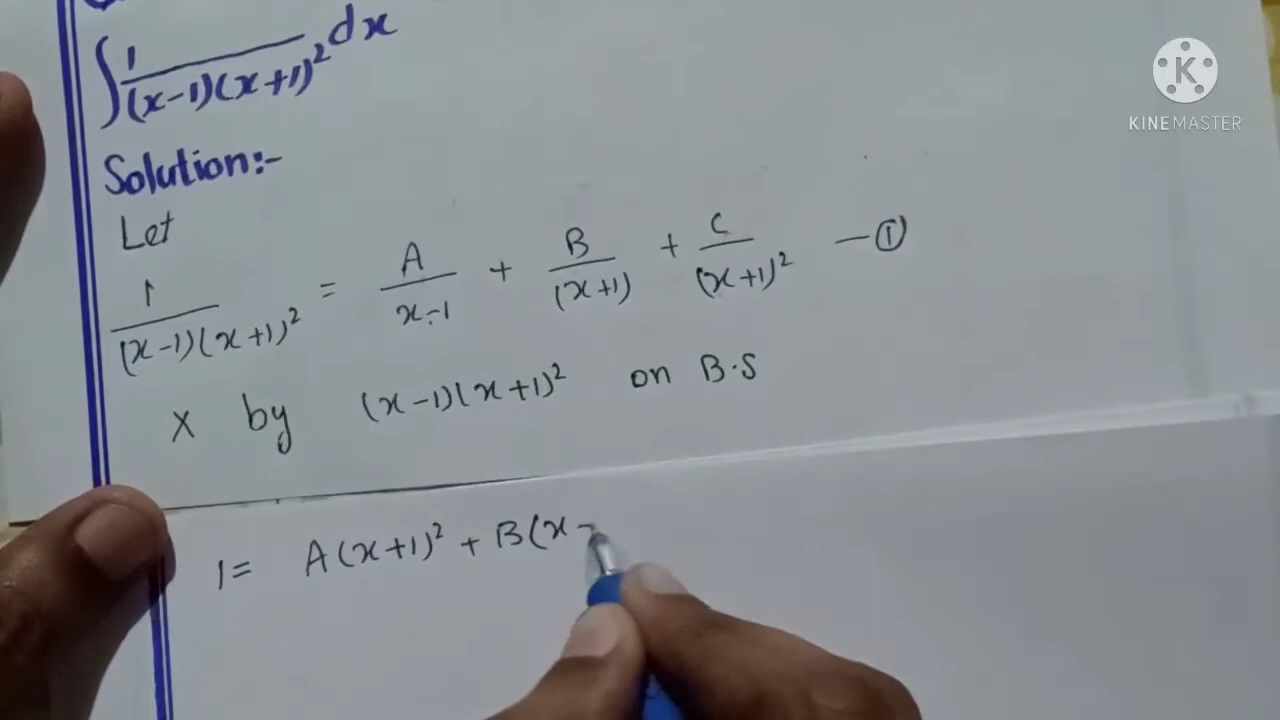 ∫ 1/(x-1)(x+1)² dx
Solution:-
Let
1/(x-1)(x+1)² = A/x-1 + B/(x+1) + C/(x+1)² — ①
X by (x-1)(x+1)² on B.S
1= A(x+1)² + B(x-
K
KINEMASTER